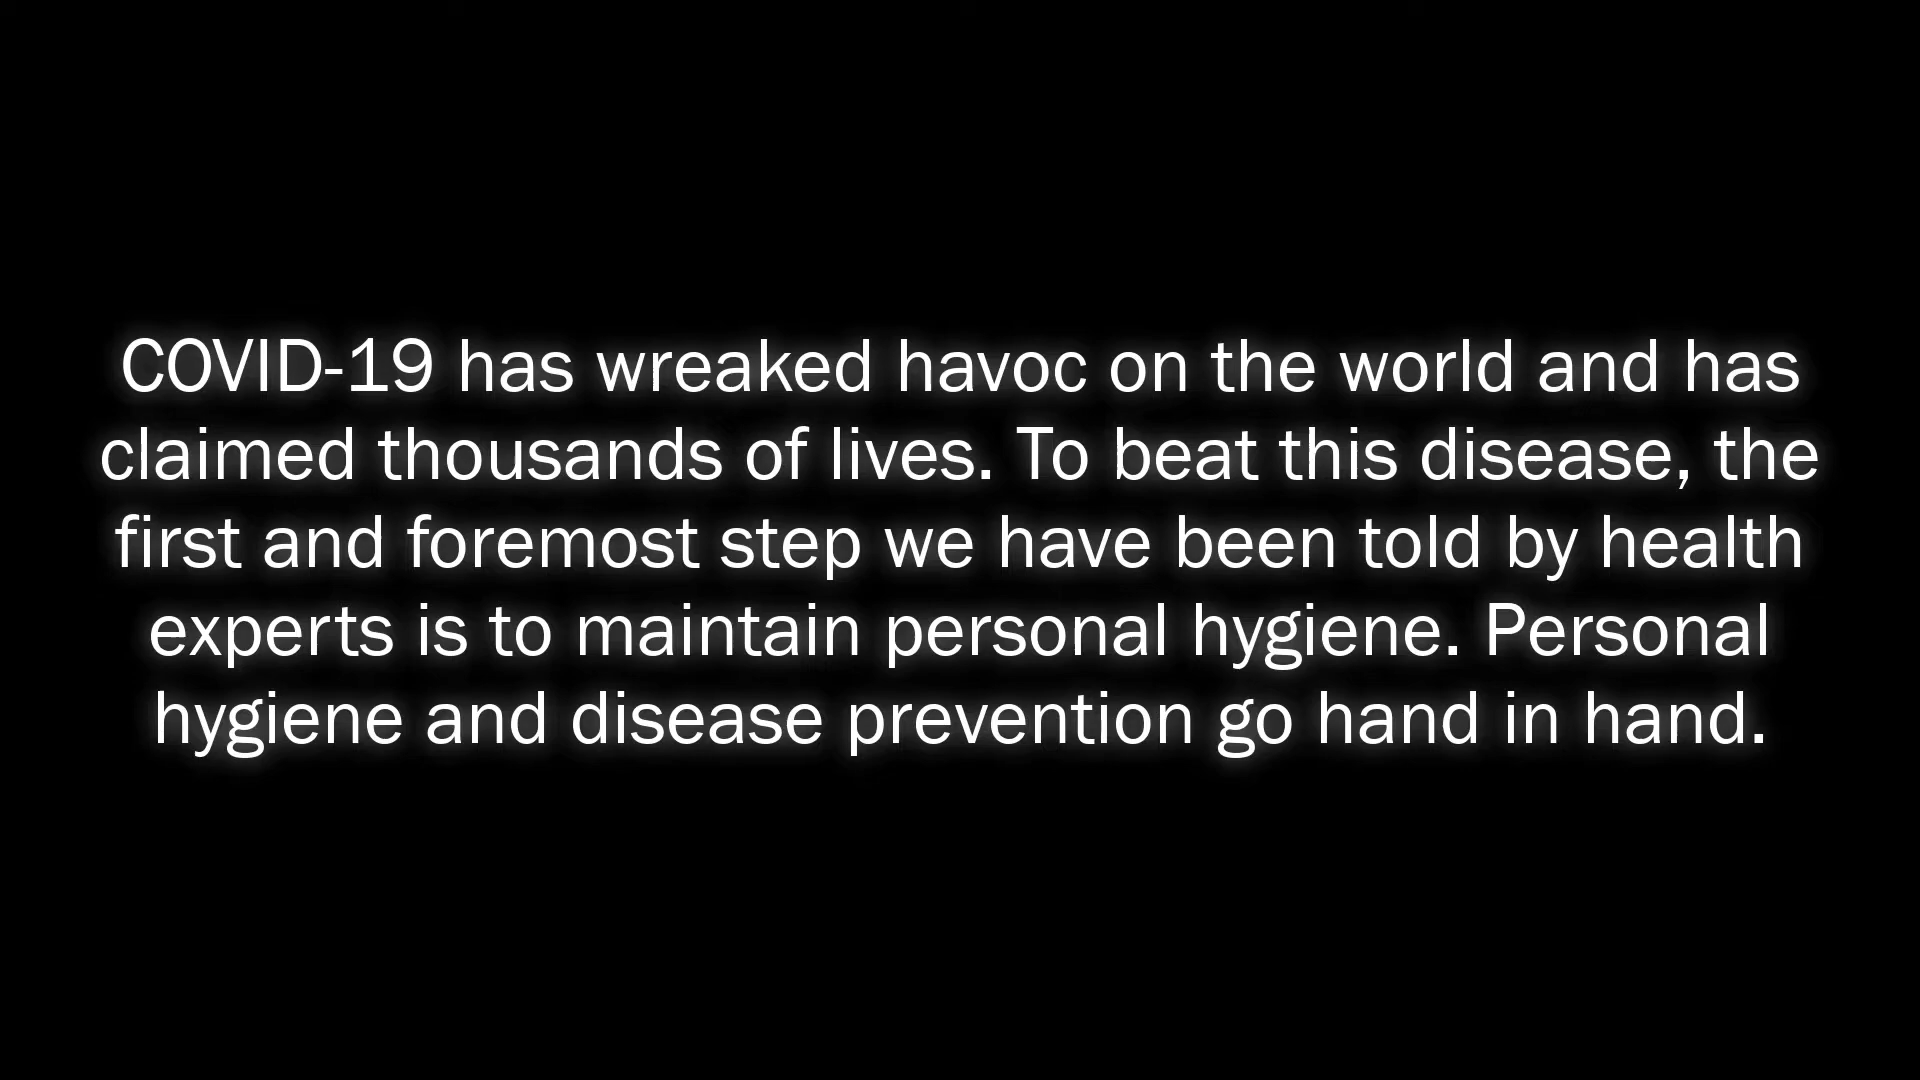 COVID-19 has wreaked havoc on the world and has
claimed thousands of lives. To beat this disease, the
first and foremost step we have been told by health
experts is to maintain personal hygiene. Personal
hygiene and disease prevention go hand in hand.